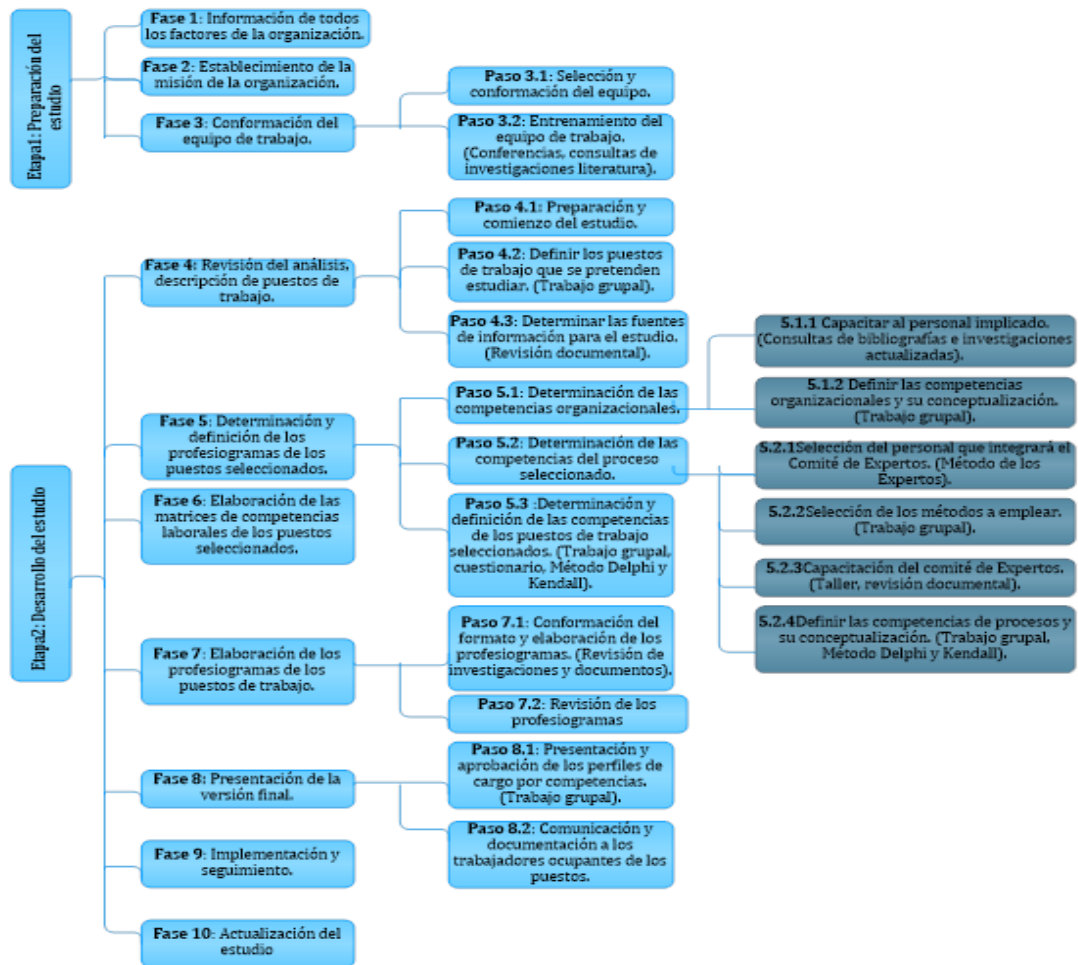 Etapa1: Preparación del
estudio
Fase 1: Información de todos
los factores de la organización.
Fase 2: Establecimiento de la
misión de la organización.
Fase 3: Conformación del
equipo de trabajo.
Paso 3.1: Selección y
conformación del equipo.
Paso 3.2: Entrenamiento del
equipo de trabajo.
(Conferencias, consultas de
investigaciones literatura).
Etapa2: Desarrollo del estudio
Fase 4: Revisión del análisis,
descripción de puestos de
trabajo.
Paso 4.1: Preparación y
comienzo del estudio.
Paso 4.2: Definir los puestos
de trabajo que se pretenden
estudiar. (Trabajo grupal).
Paso 4.3: Determinar las fuentes
de información para el estudio.
(Revisión documental).
Fase 5: Determinación y
definición de los
profesiogramas de los
puestos seleccionados.
Paso 5.1: Determinación de las
competencias organizacionales.
5.1.1 Capacitar al personal implicado.
(Consultas de bibliografías e investigaciones
actualizadas).
5.1.2 Definir las competencias
organizacionales y su conceptualización.
(Trabajo grupal).
Paso 5.2: Determinación de las
competencias del proceso
seleccionado.
5.2.1Selección del personal que integrará el
Comité de Expertos. (Método de los
Expertos).
5.2.2Selección de los métodos a emplear.
(Trabajo grupal).
5.2.3Capacitación del comité de Expertos.
(Taller, revisión documental).
5.2.4Definir las competencias de procesos y
su conceptualización. (Trabajo grupal,
Método Delphi y Kendall).
Paso 5.3 :Determinación y
definición de las competencias
de los puestos de trabajo
seleccionados. (Trabajo grupal,
cuestionario, Método Delphi y
Kendall).
Fase 6: Elaboración de las
matrices de competencias
laborales de los puestos
seleccionados.
Fase 7: Elaboración de los
profesiogramas de los
puestos de trabajo.
Paso 7.1: Conformación del
formato y elaboración de los
profesiogramas. (Revisión de
investigaciones y documentos).
Paso 7.2: Revisión de los
profesiogramas
Fase 8: Presentación de la
versión final.
Paso 8.1: Presentación y
aprobación de los perfiles de
cargo por competencias.
(Trabajo grupal).
Paso 8.2: Comunicación y
documentación a los
trabajadores ocupantes de los
puestos.
Fase 9: Implementación y
seguimiento.
Fase 10: Actualización del
estudio